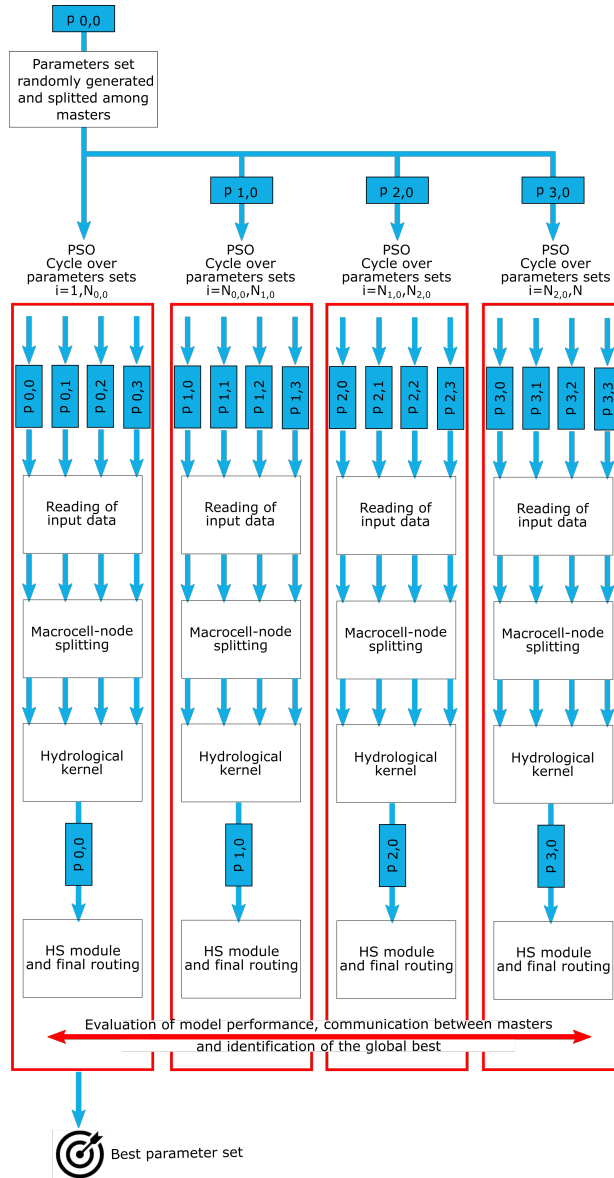 p 0,0
Parameters set
randomly generated
and splitted among
masters
p 1,0
p 2,0
p 3,0
PSO
Cycle over
parameters sets
i=1,N0,0
PSO
Cycle over
parameters sets
i=N0,0,N1,0
PSO
Cycle over
parameters sets
i=N1,0,N2,0
PSO
Cycle over
parameters sets
i=N2,0,N
p 0,0
p 0,1
p 0,2
p 0,3
p 1,0
p 1,1
p 1,2
p 1,3
p 2,0
p 2,1
p 2,2
p 2,3
p 3,0
p 3,1
p 3,2
p 3,3
Reading of
input data
Reading of
input data
Reading of
input data
Reading of
input data
Macrocell-node
splitting
Macrocell-node
splitting
Macrocell-node
splitting
Macrocell-node
splitting
Hydrological
kernel
Hydrological
kernel
Hydrological
kernel
Hydrological
kernel
p 0,0
p 1,0
p 2,0
p 3,0
HS module
and final routing
HS module
and final routing
HS module
and final routing
HS module
and final routing
Evaluation of model performance, communication between masters
and identification of the global best
Best parameter set